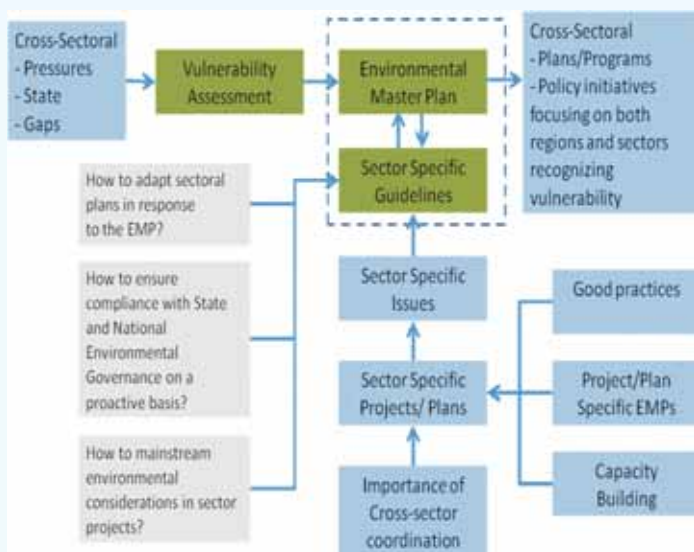 Cross-Sectoral
- Pressures
- State
- Gaps
Vulnerability
Assessment
Environmental
Master Plan
Cross-Sectoral
- Plans/Programs
- Policy initiatives
focusing on both
regions and sectors
recognizing
vulnerability
How to adapt sectoral
plans in response
to the EMP?
Sector Specific
Guidelines
How to ensure
compliance with State
and National
Environmental
Governance on a
proactive basis?
Sector Specific
Issues
Good practices
Sector Specific
Projects/ Plans
Project/Plan
Specific EMPs
How to mainstream
environmental
considerations in sector
projects?
Importance of
Cross-sector
coordination
Capacity
Building